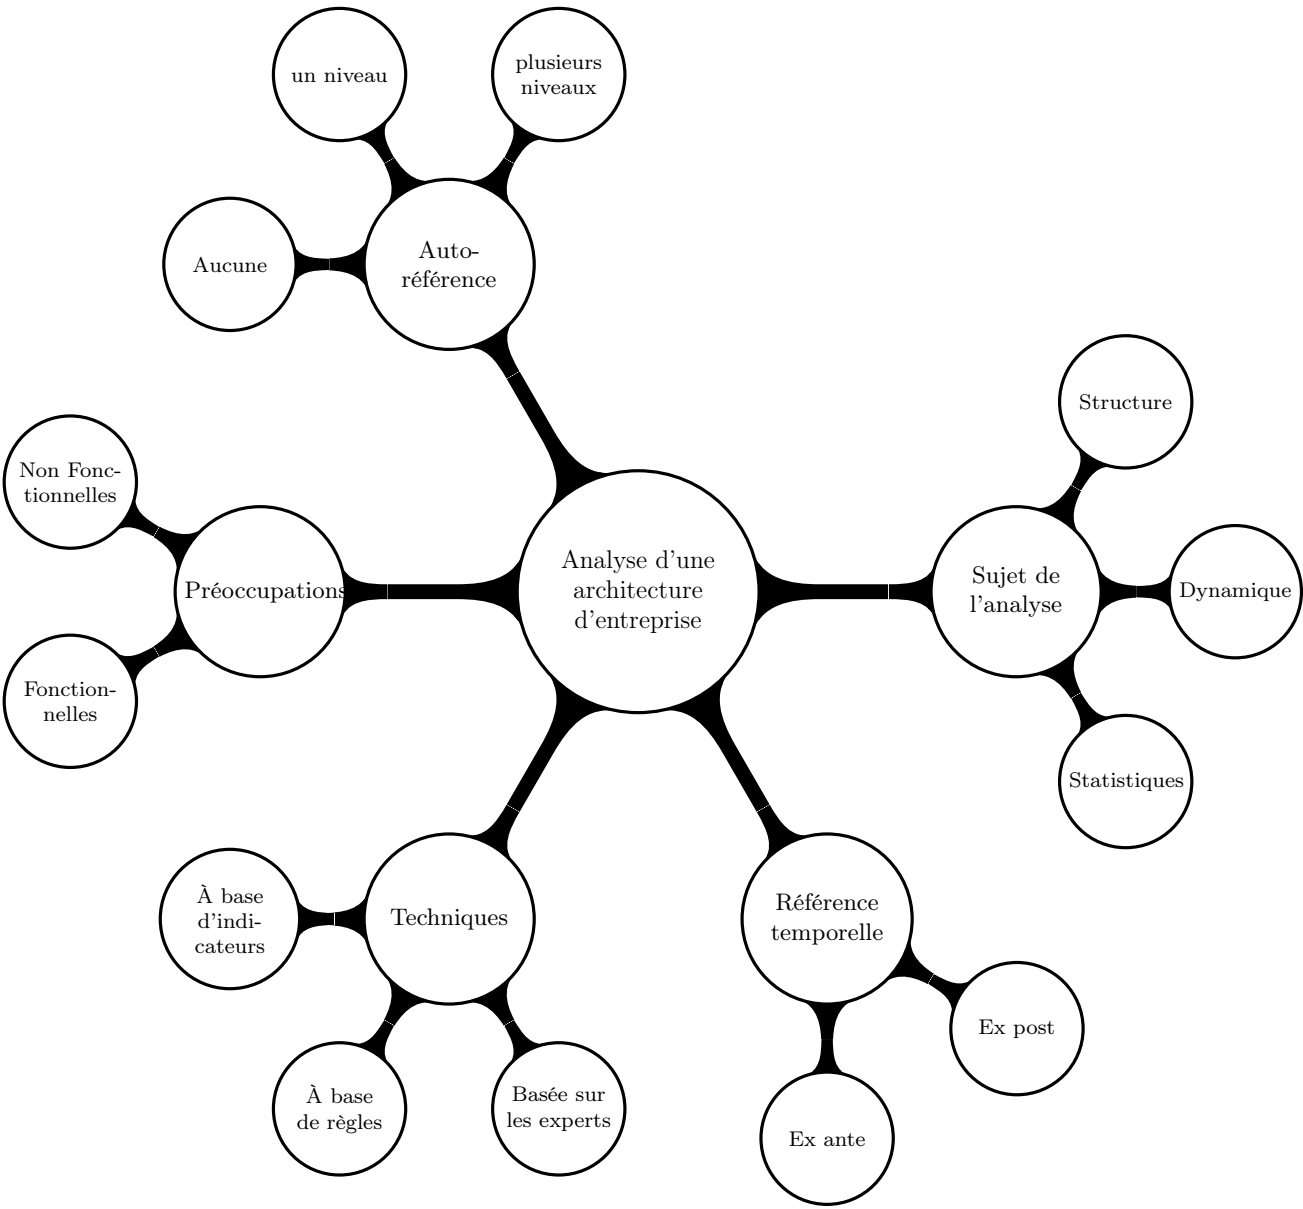 un niveau
plusieurs
niveaux
Aucune
Auto-
référence
Structure
Non Fonc-
tionnelles
Préoccupations
Fonction-
nelles
Analyse d'une
architecture
d'entreprise
Sujet de
l'analyse
Dynamique
Statistiques
À base
d'indi-
cateurs
Techniques
Référence
temporelle
À base
de règles
Basée sur
les experts
Ex post
Ex ante